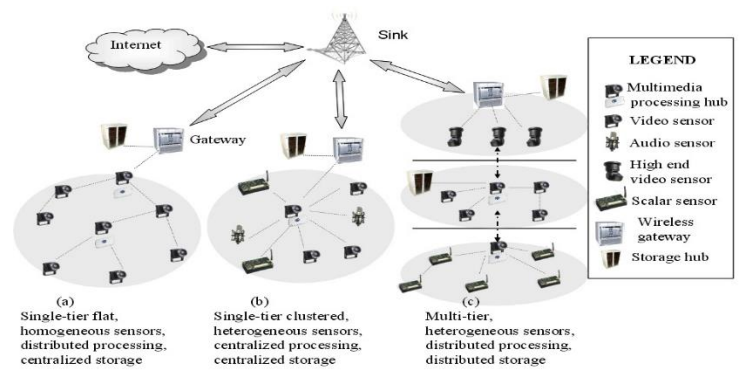 Internet
Sink
Gateway
LEGEND
Multimedia
processing hub
Video sensor
Audio sensor
High end
video sensor
Scalar sensor
Wireless
gateway
Storage hub
(a)
Single-tier flat,
homogeneous sensors,
distributed processing,
centralized storage
(b)
Single-tier clustered,
heterogeneous sensors,
centralized processing,
centralized storage
(c)
Multi-tier,
heterogeneous sensors,
distributed processing,
distributed storage